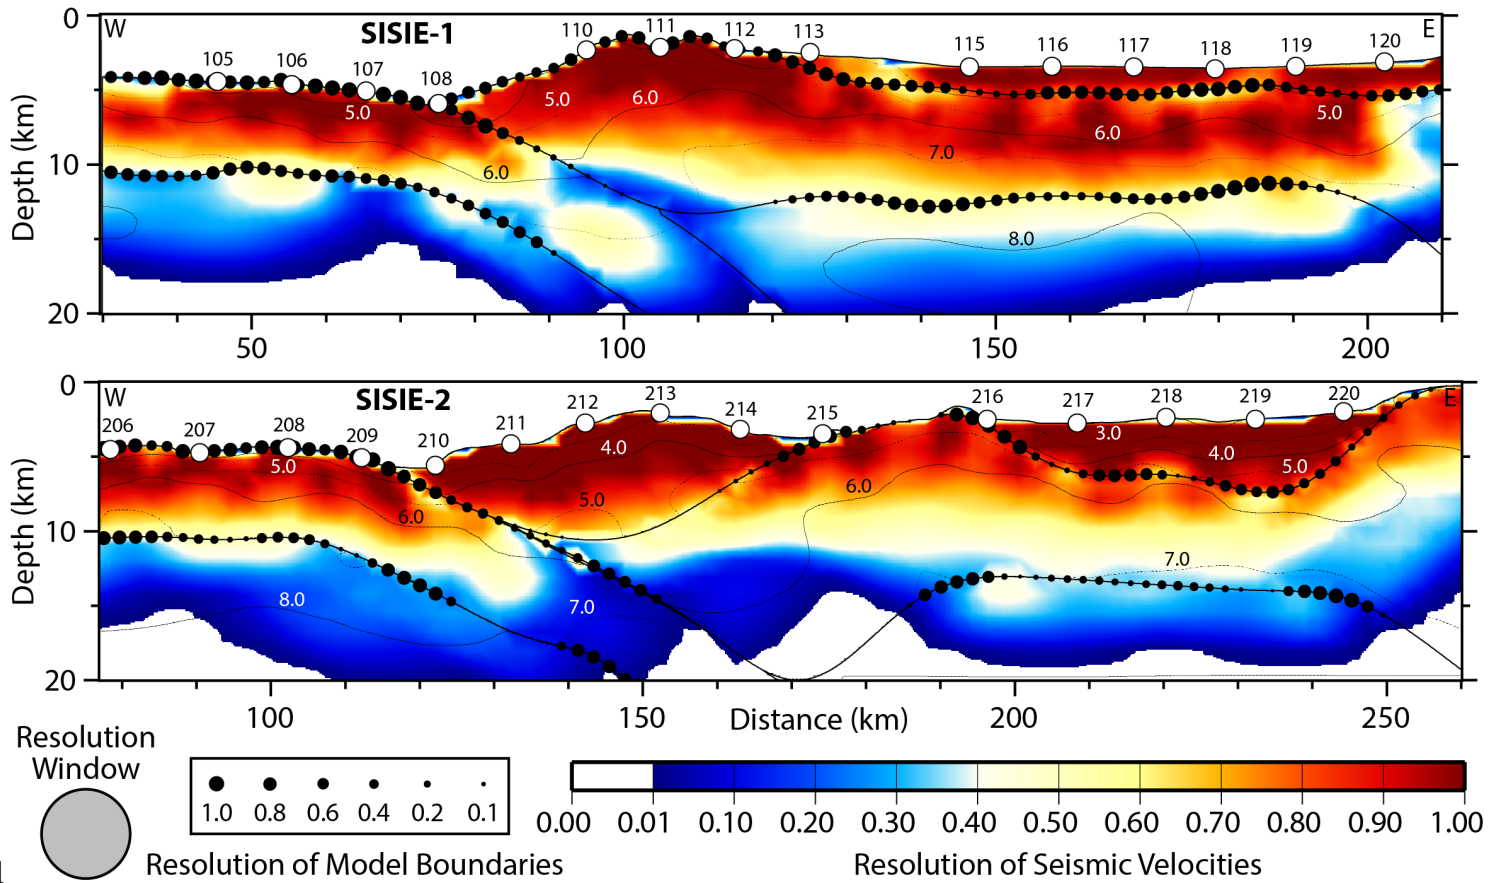 0
W
SISIE-1
110 111 112 113
115 116 117 118 119 120
E
105 106 107 108
5.0
5.0 6.0
5.0
6.0
7.0
10
6.0
8.0
Depth (km)
20
50 100 150 200
0
W
SISIE-2
206 207 208 209 210 211 212 213 214 215 216 217 218 219 220
E
3.0
4.0 4.0
5.0 5.0
5.0
6.0
6.0
10
7.0
8.0 7.0
Depth (km)
20
100 150 Distance (km) 200 250
Resolution
Window
1.0 0.8 0.6 0.4 0.2 0.1
Resolution of Model Boundaries
0.00 0.01 0.10 0.20 0.30 0.40 0.50 0.60 0.70 0.80 0.90 1.00
Resolution of Seismic Velocities